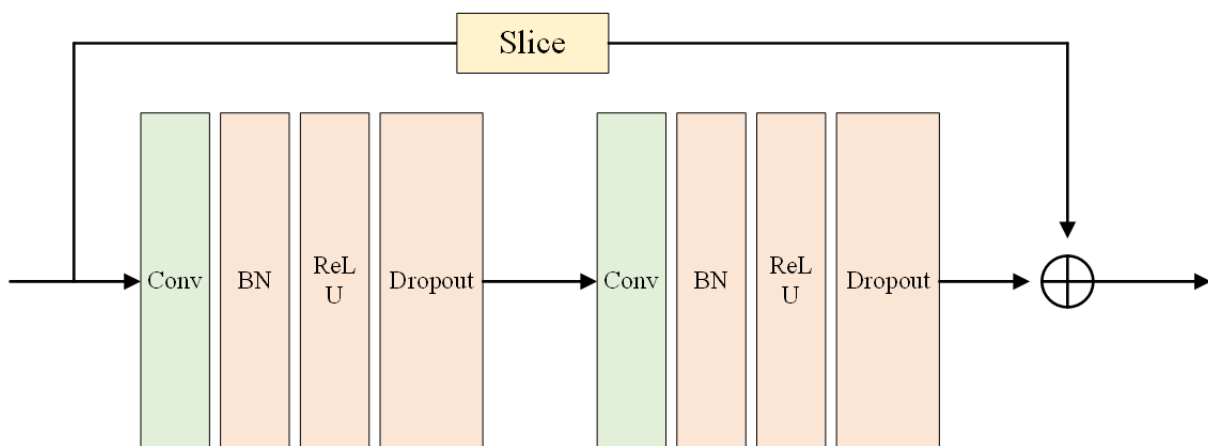 Slice
Conv
BN
ReL
U
Dropout
Conv
BN
ReL
U
Dropout